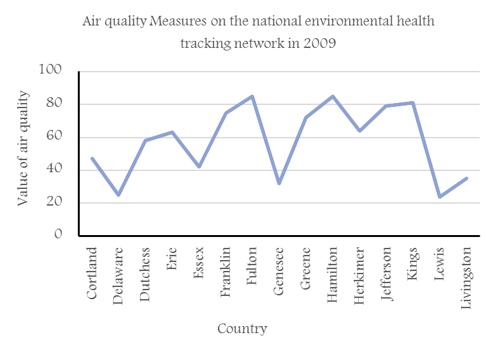 Air quality Measures on the national environmental health
tracking network in 2009
Value of air quality
100
80
60
40
20
0
Cortland
Delaware
Dutchess
Erie
Essex
Franklin
Fulton
Genesee
Greene
Hamilton
Herkimer
Jefferson
Kings
Lewis
Livingston
Country